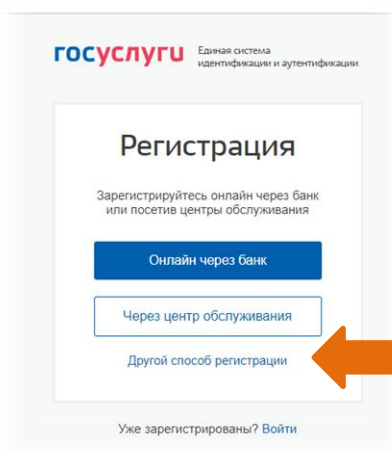 госуслуги Единая система
идентификации и аутентификации
Регистрация
Зарегистрируйтесь онлайн через банк
или посетив центры обслуживания
Онлайн через банк
Через центр обслуживания
Другой способ регистрации
Уже зарегистрированы? Войти